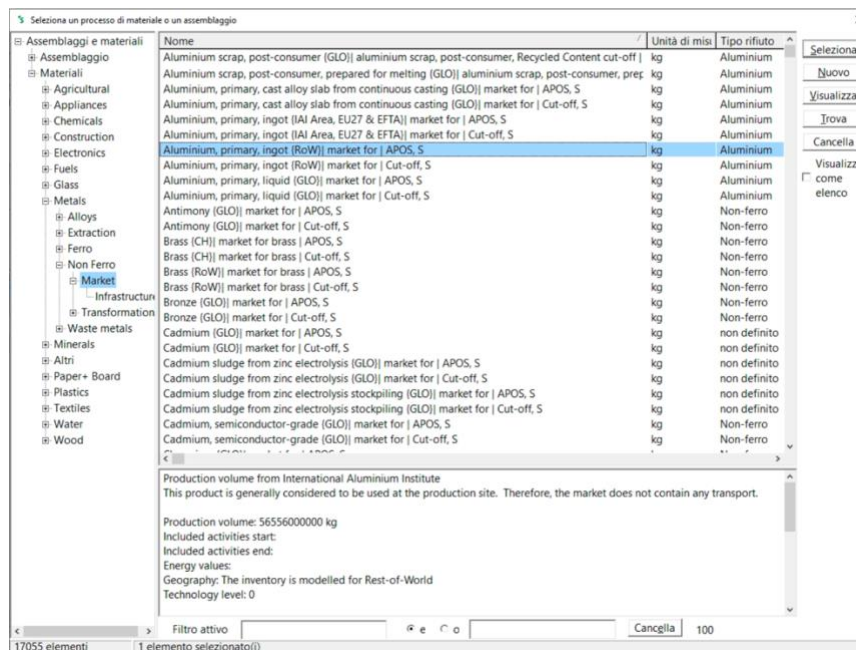 Seleziona un processo di materiale o un assemblaggio
Assemblaggi e materiali
Assemblaggio
Materiali
Agricultural
Appliances
Chemicals
Construction
Electronics
Fuels
Glass
Metals
Alloys
Extraction
Ferro
Non Ferro
Market
Infrastructure
Transformation
Waste metals
Minerals
Altri
Paper+ Board
Plastics
Textiles
Water
Wood
Nome Unità di misu Tipo rifiuto
Aluminium scrap, post-consumer {GLO}| aluminium scrap, post-consumer, Recycled Content cut-off | kg Aluminium
Aluminium scrap, post-consumer, prepared for melting {GLO}| aluminium scrap, post-consumer, prep kg Aluminium
Aluminium, primary, cast alloy slab from continuous casting {GLO}| market for | APOS, S kg Aluminium
Aluminium, primary, cast alloy slab from continuous casting {GLO}| market for | Cut-off, S kg Aluminium
Aluminium, primary, ingot {IAI Area, EU27 & EFTA}| market for | APOS, S kg Aluminium
Aluminium, primary, ingot {IAI Area, EU27 & EFTA}| market for | Cut-off, S kg Aluminium
Aluminium, primary, ingot {RoW}| market for | APOS, S kg Aluminium
Aluminium, primary, ingot {RoW}| market for | Cut-off, S kg Aluminium
Aluminium, primary, liquid {GLO}| market for | APOS, S kg Aluminium
Aluminium, primary, liquid {GLO}| market for | Cut-off, S kg Aluminium
Antimony {GLO}| market for | APOS, S kg Non-ferro
Antimony {GLO}| market for | Cut-off, S kg Non-ferro
Brass {CH}| market for brass | APOS, S kg Non-ferro
Brass {CH}| market for brass | Cut-off, S kg Non-ferro
Brass {RoW}| market for brass | APOS, S kg Non-ferro
Brass {RoW}| market for brass | Cut-off, S kg Non-ferro
Bronze {GLO}| market for | APOS, S kg Non-ferro
Bronze {GLO}| market for | Cut-off, S kg Non-ferro
Cadmium {GLO}| market for | APOS, S kg non definito
Cadmium {GLO}| market for | Cut-off, S kg non definito
Cadmium sludge from zinc electrolysis {GLO}| market for | APOS, S kg non definito
Cadmium sludge from zinc electrolysis {GLO}| market for | Cut-off, S kg non definito
Cadmium sludge from zinc electrolysis stockpiling {GLO}| market for | APOS, S kg non definito
Cadmium sludge from zinc electrolysis stockpiling {GLO}| market for | Cut-off, S kg non definito
Cadmium, semiconductor-grade {GLO}| market for | APOS, S kg Non-ferro
Cadmium, semiconductor-grade {GLO}| market for | Cut-off, S kg Non-ferro
Production volume from International Aluminium Institute
This product is generally considered to be used at the production site. Therefore, the market does not contain any transport.
Production volume: 56556000000 kg
Included activities start:
Included activities end:
Energy values:
Geography: The inventory is modelled for Rest-of-World
Technology level: 0
Seleziona
Nuovo
Visualizza
Trova
Cancella
Visualizz
come
elenco
Filtro attivo e o Cancella 100
17055 elementi 1 elemento selezionato(i)